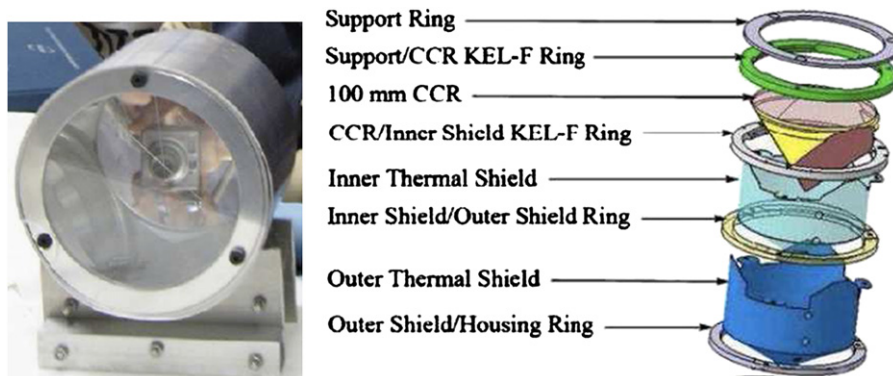 Support Ring
Support/CCR KEL-F Ring
100 mm CCR
CCR/Inner Shield KEL-F Ring
Inner Thermal Shield
Inner Shield/Outer Shield Ring
Outer Thermal Shield
Outer Shield/Housing Ring